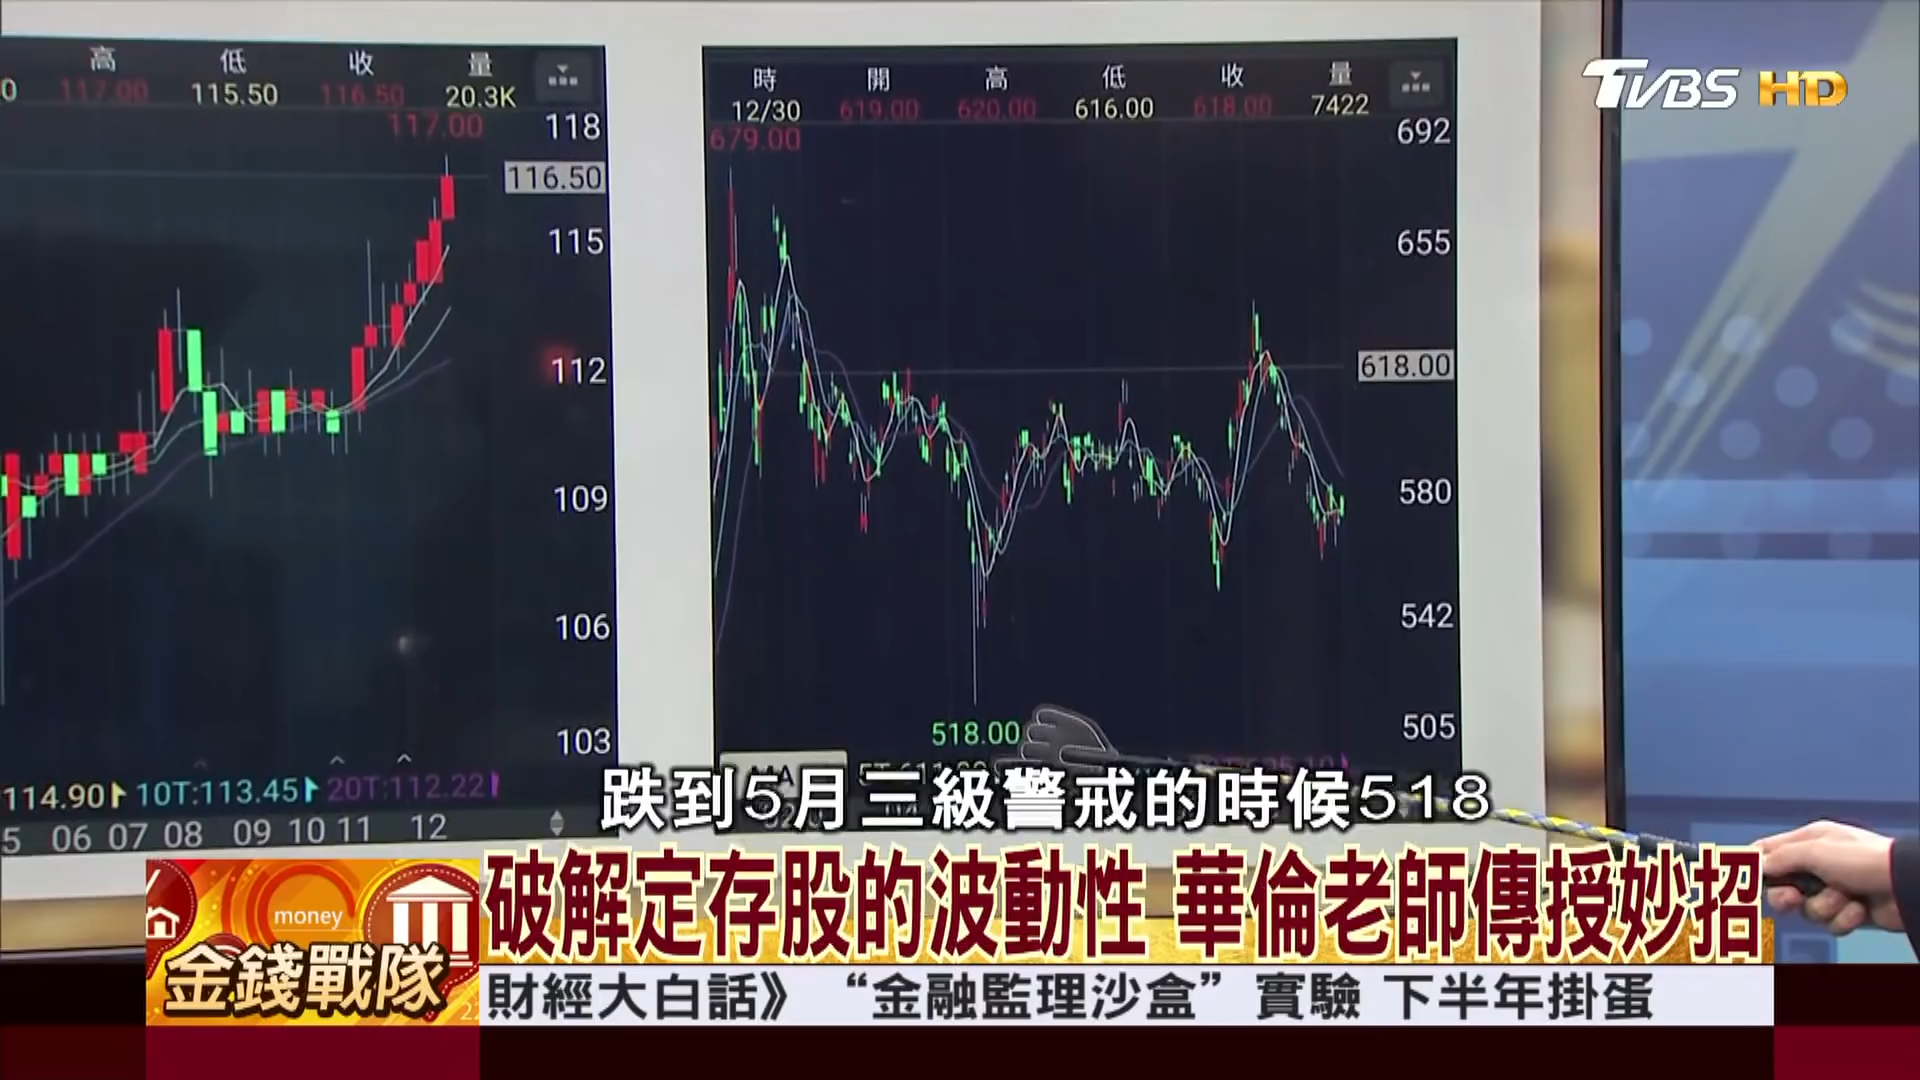 TVBS HD
高 低 收 量
117.00 115.50 116.50 20.3K
117.00
118
116.50
115
112
109
106
103
114.90 10T:113.45 20T:112.22
06 07 08 09 10 11 12
時 開 高 低 收 量
12/30 619.00 620.00 616.00 618.00 7422
679.00
692
655
618.00
580
542
505
518.00
跌到5月三級警戒的時候518
money
金錢戰隊
破解定存股的波動性 華倫老師傳授妙招
財經大白話》 “金融監理沙盒”實驗 下半年掛蛋